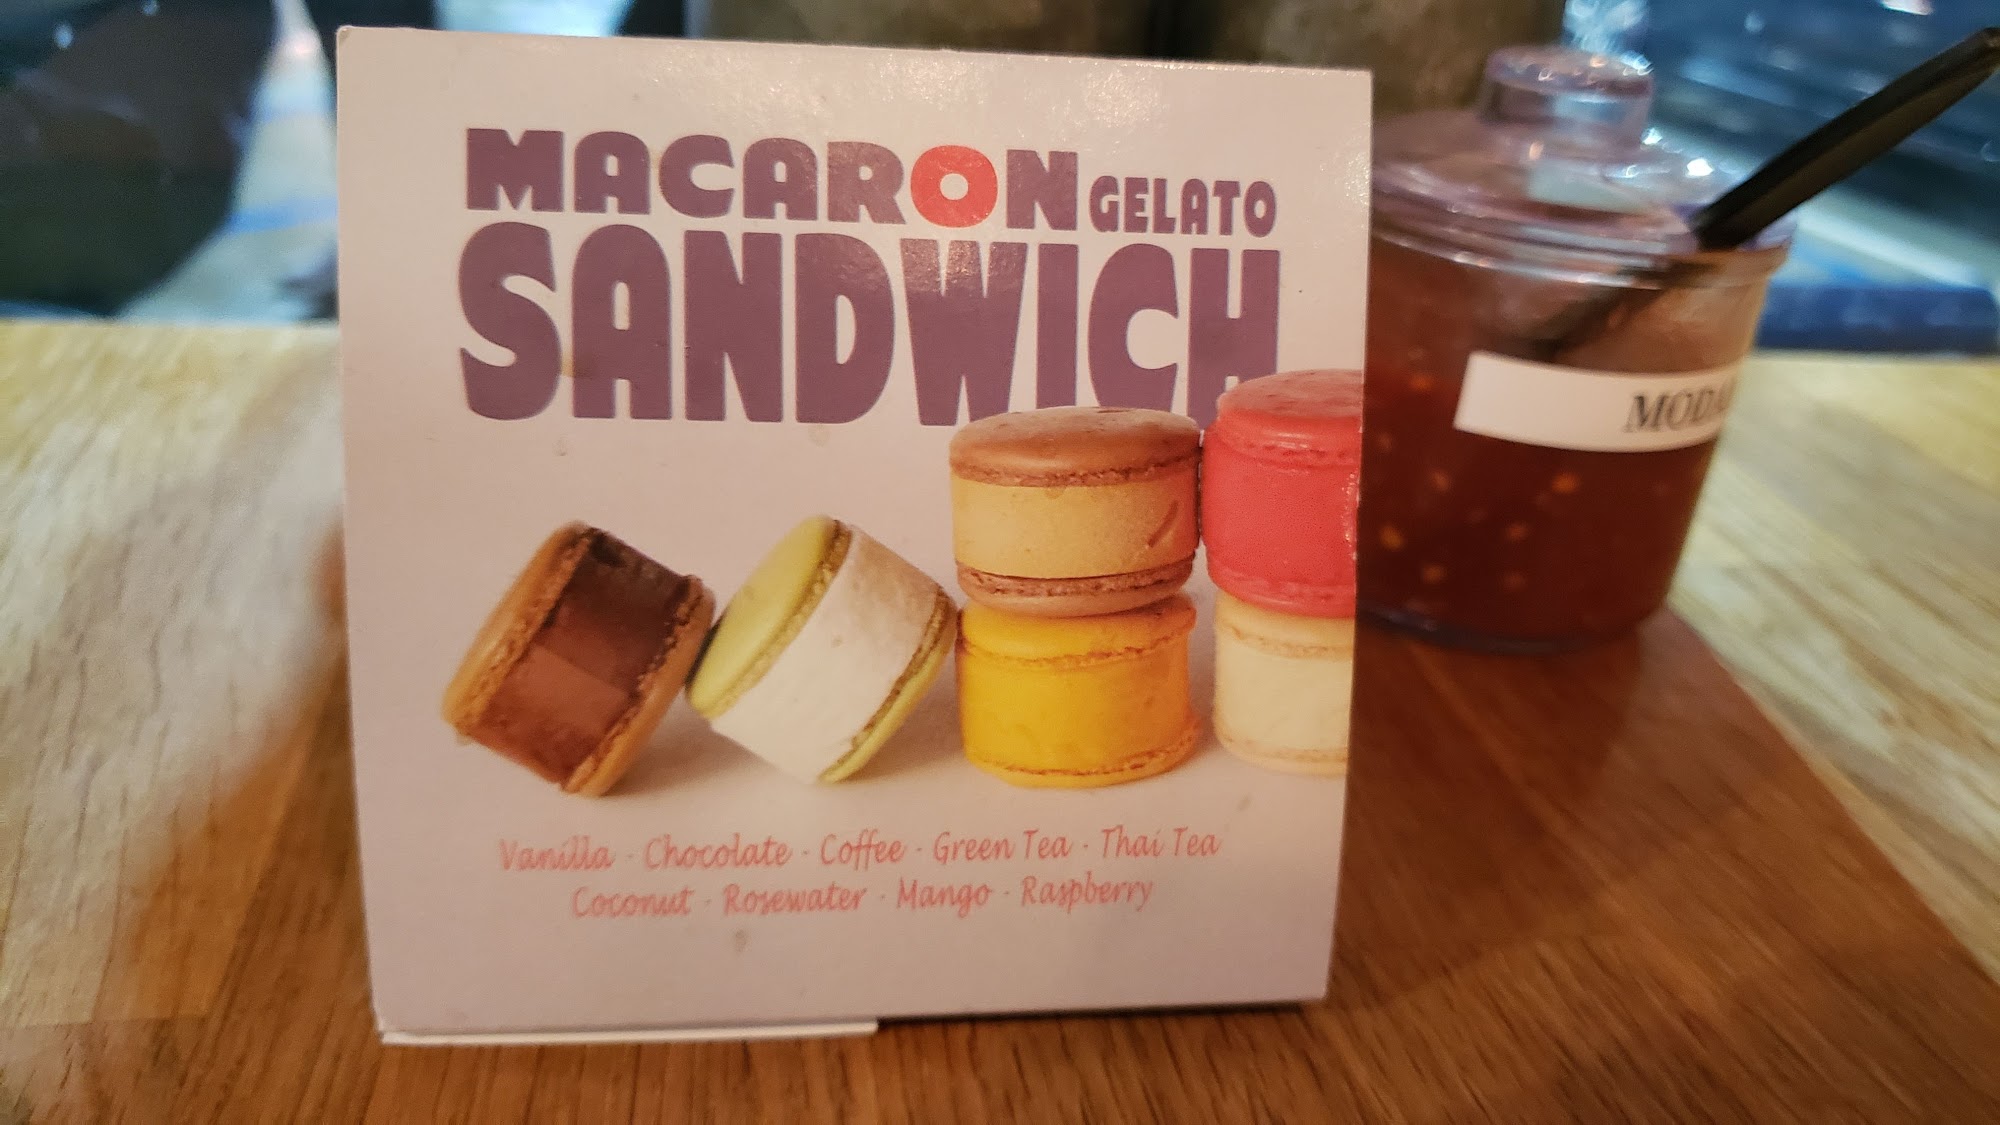 MACARON GELATO
SANDWICH
Vanilla · Chocolate · Coffee · Green Tea · Thai Tea
Coconut · Rosewater · Mango · Raspberry